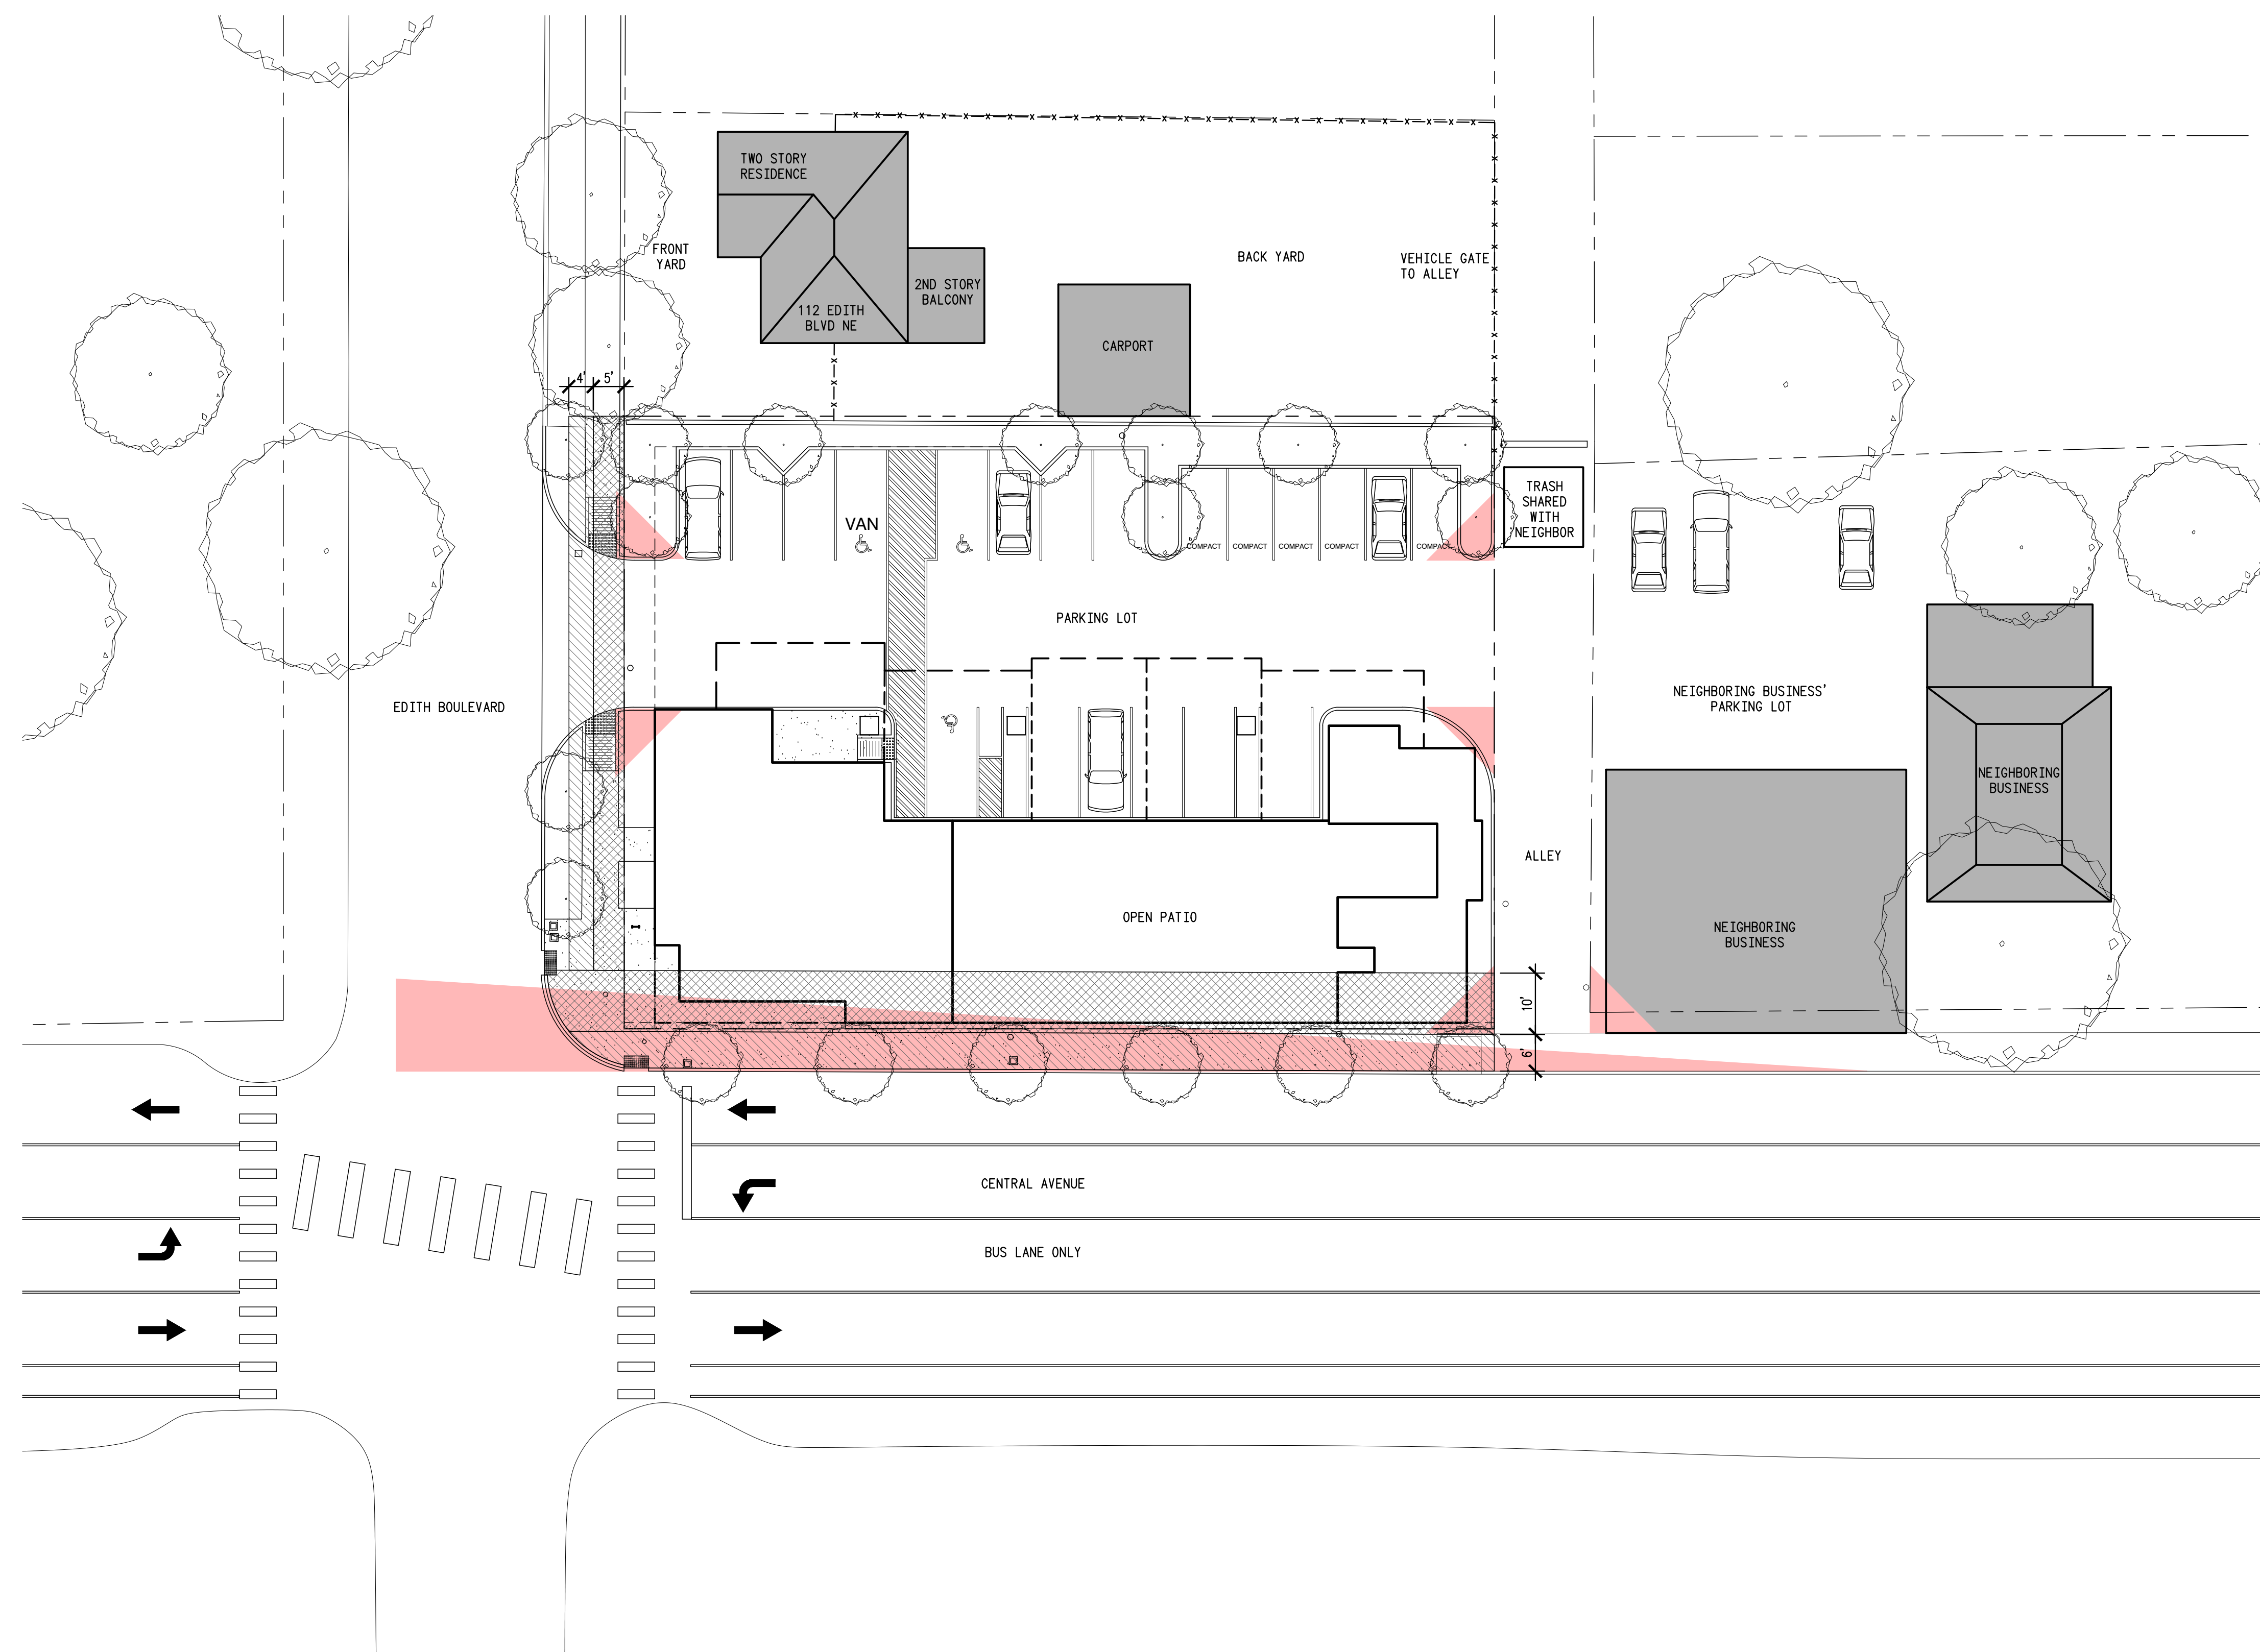 TWO STORY
RESIDENCE
FRONT
YARD
2ND STORY
BALCONY
112 EDITH
BLVD NE
BACK YARD
VEHICLE GATE
TO ALLEY
CARPORT
4'
5'
TRASH
SHARED
WITH
NEIGHBOR
VAN
COMPACT
COMPACT
COMPACT
COMPACT
COMPACT
PARKING LOT
EDITH BOULEVARD
NEIGHBORING BUSINESS'
PARKING LOT
NEIGHBORING
BUSINESS
ALLEY
OPEN PATIO
NEIGHBORING
BUSINESS
10'
6'
CENTRAL AVENUE
BUS LANE ONLY